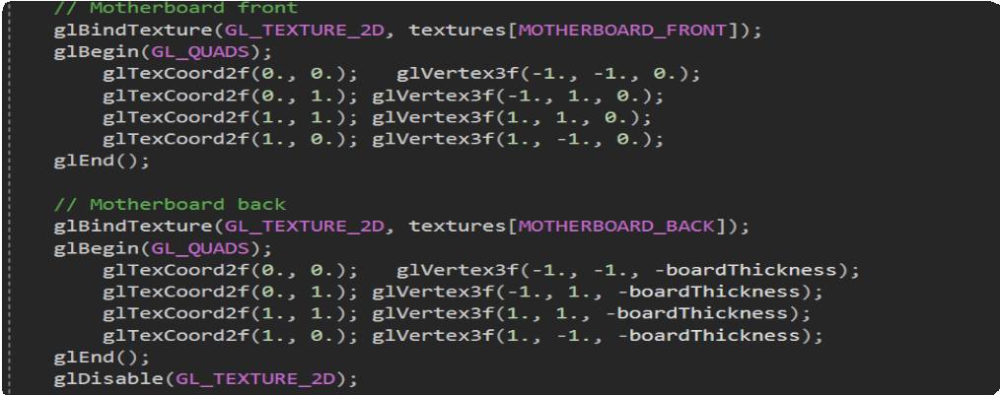 // Motherboard front
glBindTexture(GL_TEXTURE_2D, textures[MOTHERBOARD_FRONT]);
glBegin(GL_QUADS);
    glTexCoord2f(0., 0.);   glVertex3f(-1., -1., 0.);
    glTexCoord2f(0., 1.); glVertex3f(-1., 1., 0.);
    glTexCoord2f(1., 1.); glVertex3f(1., 1., 0.);
    glTexCoord2f(1., 0.); glVertex3f(1., -1., 0.);
glEnd();

// Motherboard back
glBindTexture(GL_TEXTURE_2D, textures[MOTHERBOARD_BACK]);
glBegin(GL_QUADS);
    glTexCoord2f(0., 0.);   glVertex3f(-1., -1., -boardThickness);
    glTexCoord2f(0., 1.); glVertex3f(-1., 1., -boardThickness);
    glTexCoord2f(1., 1.); glVertex3f(1., 1., -boardThickness);
    glTexCoord2f(1., 0.); glVertex3f(1., -1., -boardThickness);
glEnd();
glDisable(GL_TEXTURE_2D);